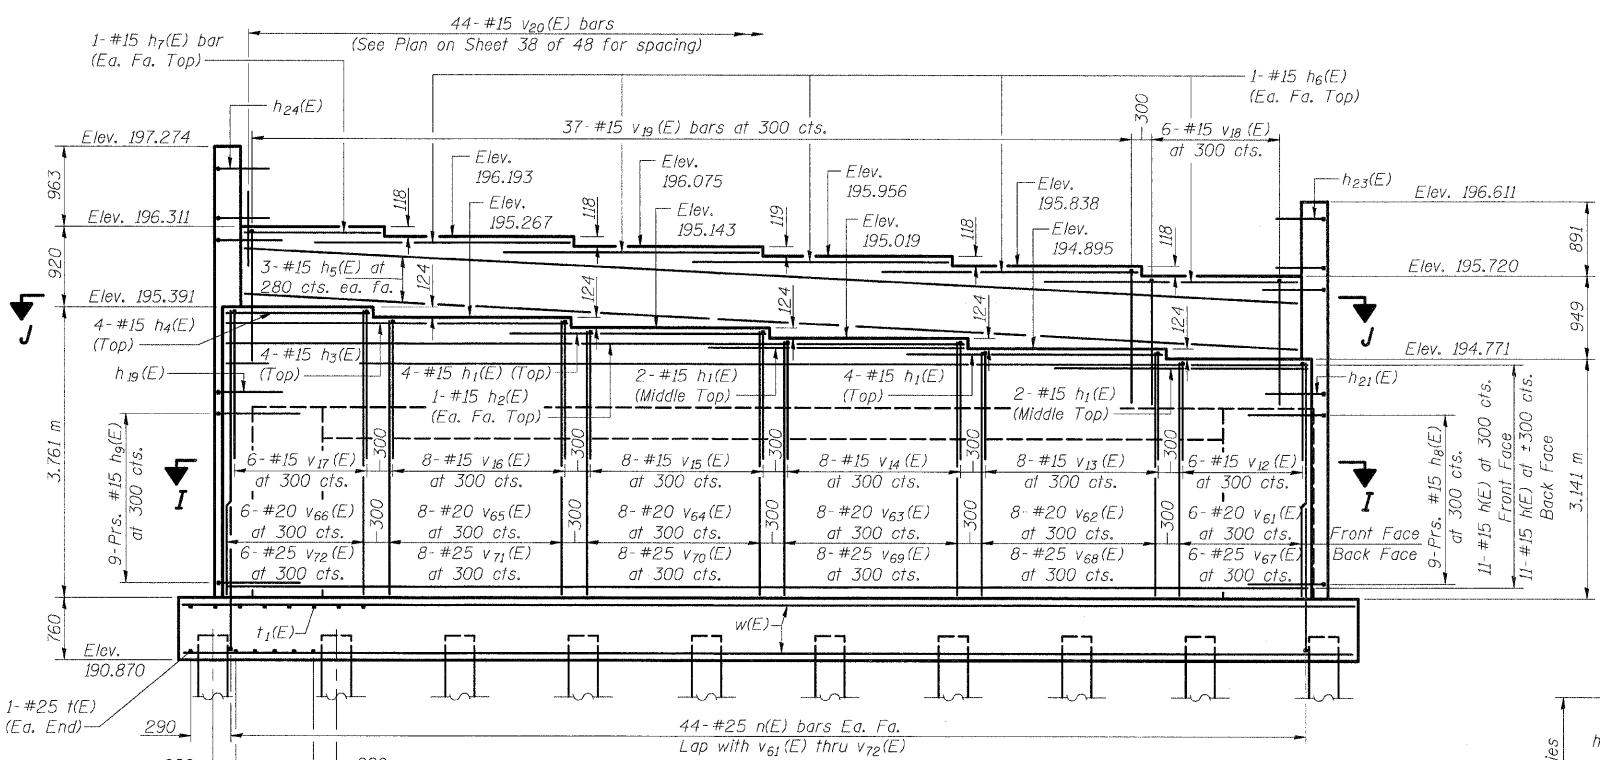 44-#15 v20(E) bars
(See Plan on Sheet 38 of 48 for spacing)
1-#15 h7(E) bar
(Ea. Fa. Top)
1-#15 h6(E)
(Ea. Fa. Top)
h24(E)
37-#15 v19(E) bars at 300 cts.
300
6-#15 v18(E)
at 300 cts.
Elev. 197.274
963
Elev. 196.311
920
Elev. 195.391
Elev.
196.193
Elev.
196.075
Elev.
195.956
Elev.
195.838
h23(E)
Elev. 196.611
891
118
118
119
118
118
Elev.
195.267
Elev.
195.143
Elev.
195.019
Elev.
194.895
Elev. 195.720
949
Elev. 194.771
3-#15 h5(E) at
280 cts. ea. fa.
124
124
124
124
124
J
J
4-#15 h4(E)
(Top)
4-#15 h3(E)
(Top)
4-#15 h1(E) (Top)
2-#15 h1(E)
(Middle Top)
4-#15 h1(E)
(Top)
2-#15 h1(E)
(Middle Top)
1-#15 h2(E)
(Ea. Fa. Top)
h19(E)
h21(E)
3.761 m
9-Prs. #15 h9(E)
at 300 cts.
I
I
300
300
300
300
300
6-#15 v17(E)
at 300 cts.
8-#15 v16(E)
at 300 cts.
8-#15 v15(E)
at 300 cts.
8-#15 v14(E)
at 300 cts.
8-#15 v13(E)
at 300 cts.
6-#15 v12(E)
at 300 cts.
300
300
300
300
300
6-#20 v66(E)
at 300 cts.
8-#20 v65(E)
at 300 cts.
8-#20 v64(E)
at 300 cts.
8-#20 v63(E)
at 300 cts.
8-#20 v62(E)
at 300 cts.
6-#20 v61(E)
at 300 cts.
Front Face
Back Face
6-#25 v72(E)
at 300 cts.
8-#25 v71(E)
at 300 cts.
8-#25 v70(E)
at 300 cts.
8-#25 v69(E)
at 300 cts.
8-#25 v68(E)
at 300 cts.
6-#25 v67(E)
at 300 cts.
9-Prs. #15 h8(E)
at 300 cts.
11-#15 h(E) at 300 cts.
Front Face
11-#15 h(E) at ±300 cts.
Back Face
3.141 m
760
t1(E)
w(E)
Elev.
190.870
1-#25 t(E)
(Ea. End)
290
44-#25 n(E) bars Ea. Fa.
Lap with v61(E) thru v72(E)
h